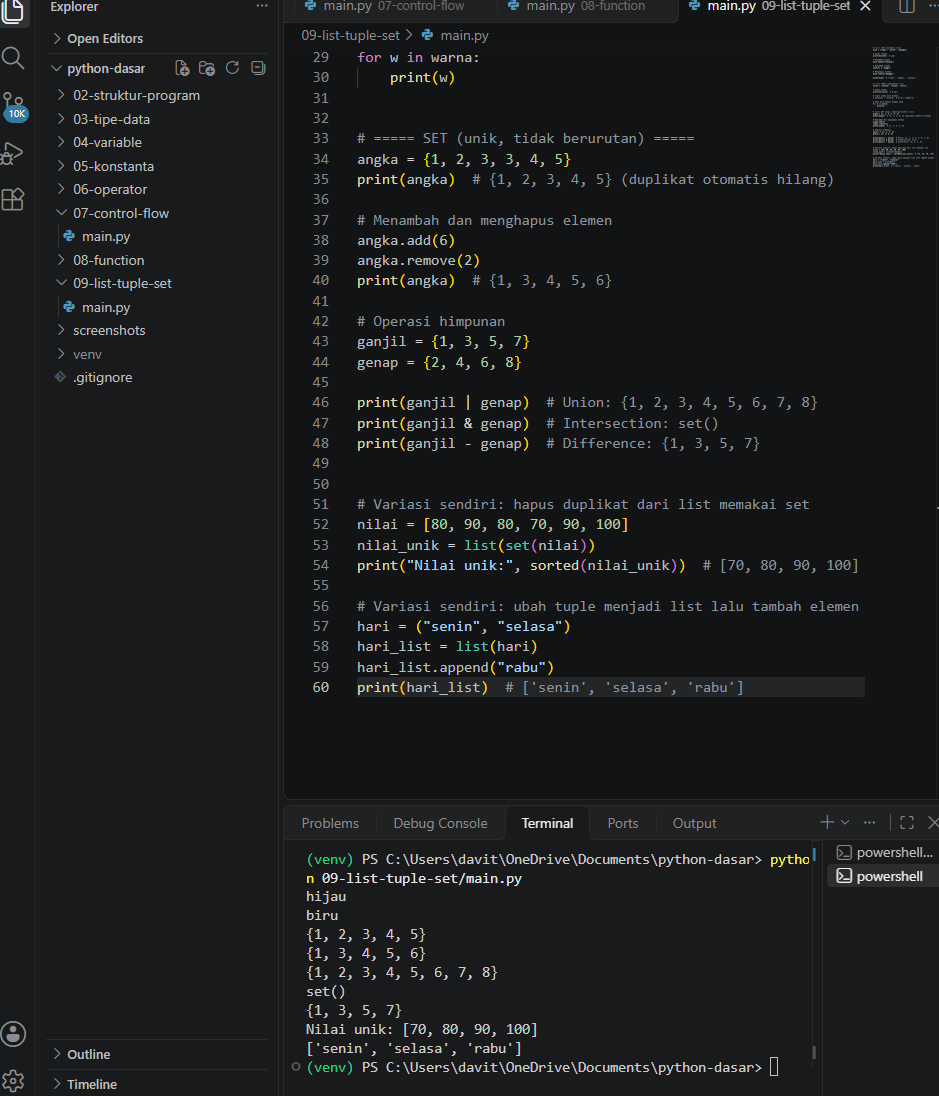 Explorer
Open Editors
python-dasar
02-struktur-program
03-tipe-data
04-variable
05-konstanta
06-operator
07-control-flow
main.py
08-function
09-list-tuple-set
main.py
screenshots
venv
.gitignore
Outline
Timeline
10K
main.py 07-control-flow
main.py 08-function
main.py 09-list-tuple-set
09-list-tuple-set > main.py
29 for w in warna:
30     print(w)
31
32
33 # ===== SET (unik, tidak berurutan) =====
34 angka = {1, 2, 3, 3, 4, 5}
35 print(angka)  # {1, 2, 3, 4, 5} (duplikat otomatis hilang)
36
37 # Menambah dan menghapus elemen
38 angka.add(6)
39 angka.remove(2)
40 print(angka)  # {1, 3, 4, 5, 6}
41
42 # Operasi himpunan
43 ganjil = {1, 3, 5, 7}
44 genap = {2, 4, 6, 8}
45
46 print(ganjil | genap)  # Union: {1, 2, 3, 4, 5, 6, 7, 8}
47 print(ganjil & genap)  # Intersection: set()
48 print(ganjil - genap)  # Difference: {1, 3, 5, 7}
49
50
51 # Variasi sendiri: hapus duplikat dari list memakai set
52 nilai = [80, 90, 80, 70, 90, 100]
53 nilai_unik = list(set(nilai))
54 print("Nilai unik:", sorted(nilai_unik))  # [70, 80, 90, 100]
55
56 # Variasi sendiri: ubah tuple menjadi list lalu tambah elemen
57 hari = ("senin", "selasa")
58 hari_list = list(hari)
59 hari_list.append("rabu")
60 print(hari_list)  # ['senin', 'selasa', 'rabu']
Problems Debug Console Terminal Ports Output
(venv) PS C:\Users\davit\OneDrive\Documents\python-dasar> pytho
n 09-list-tuple-set/main.py
hijau
biru
{1, 2, 3, 4, 5}
{1, 3, 4, 5, 6}
{1, 2, 3, 4, 5, 6, 7, 8}
set()
{1, 3, 5, 7}
Nilai unik: [70, 80, 90, 100]
['senin', 'selasa', 'rabu']
(venv) PS C:\Users\davit\OneDrive\Documents\python-dasar>
powershell...
powershell